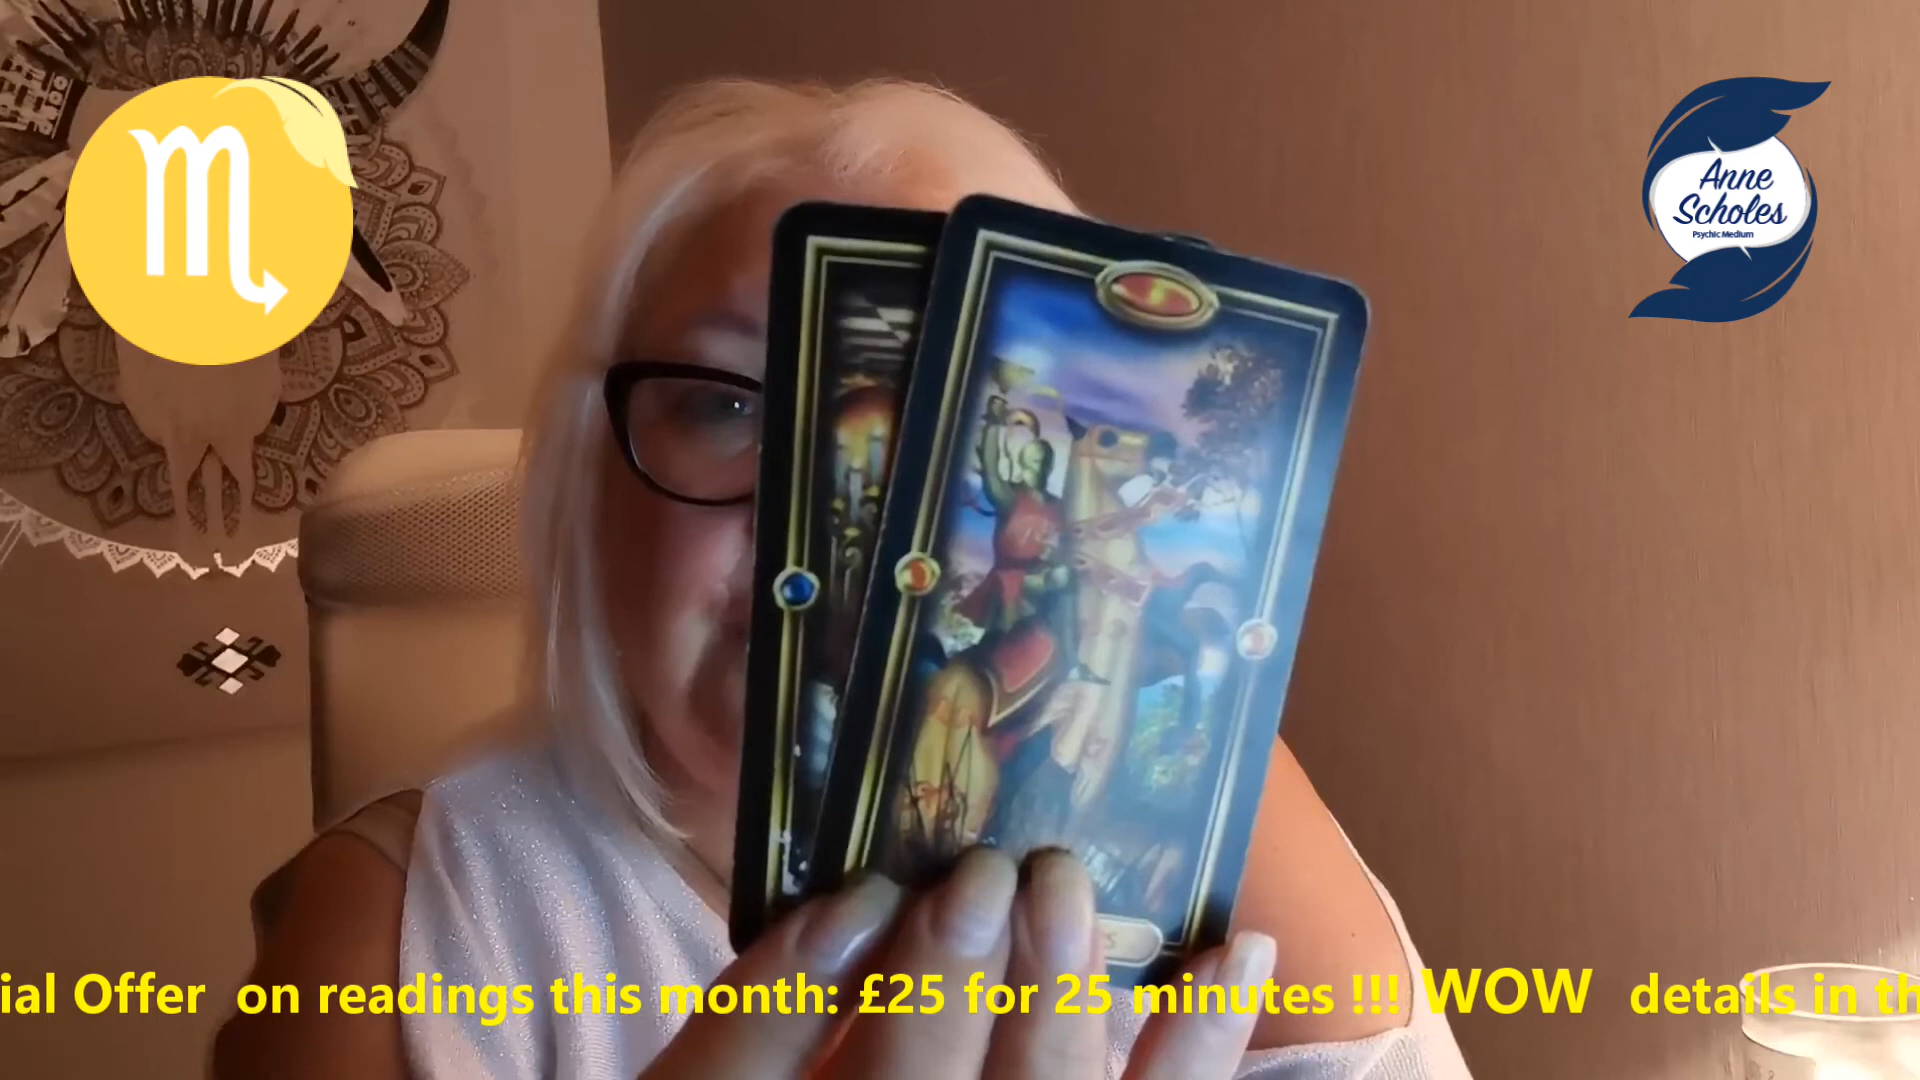 Anne
Scholes
Psychic Medium
ial Offer on readings this month: £25 for 25 minutes !!! WOW details in th